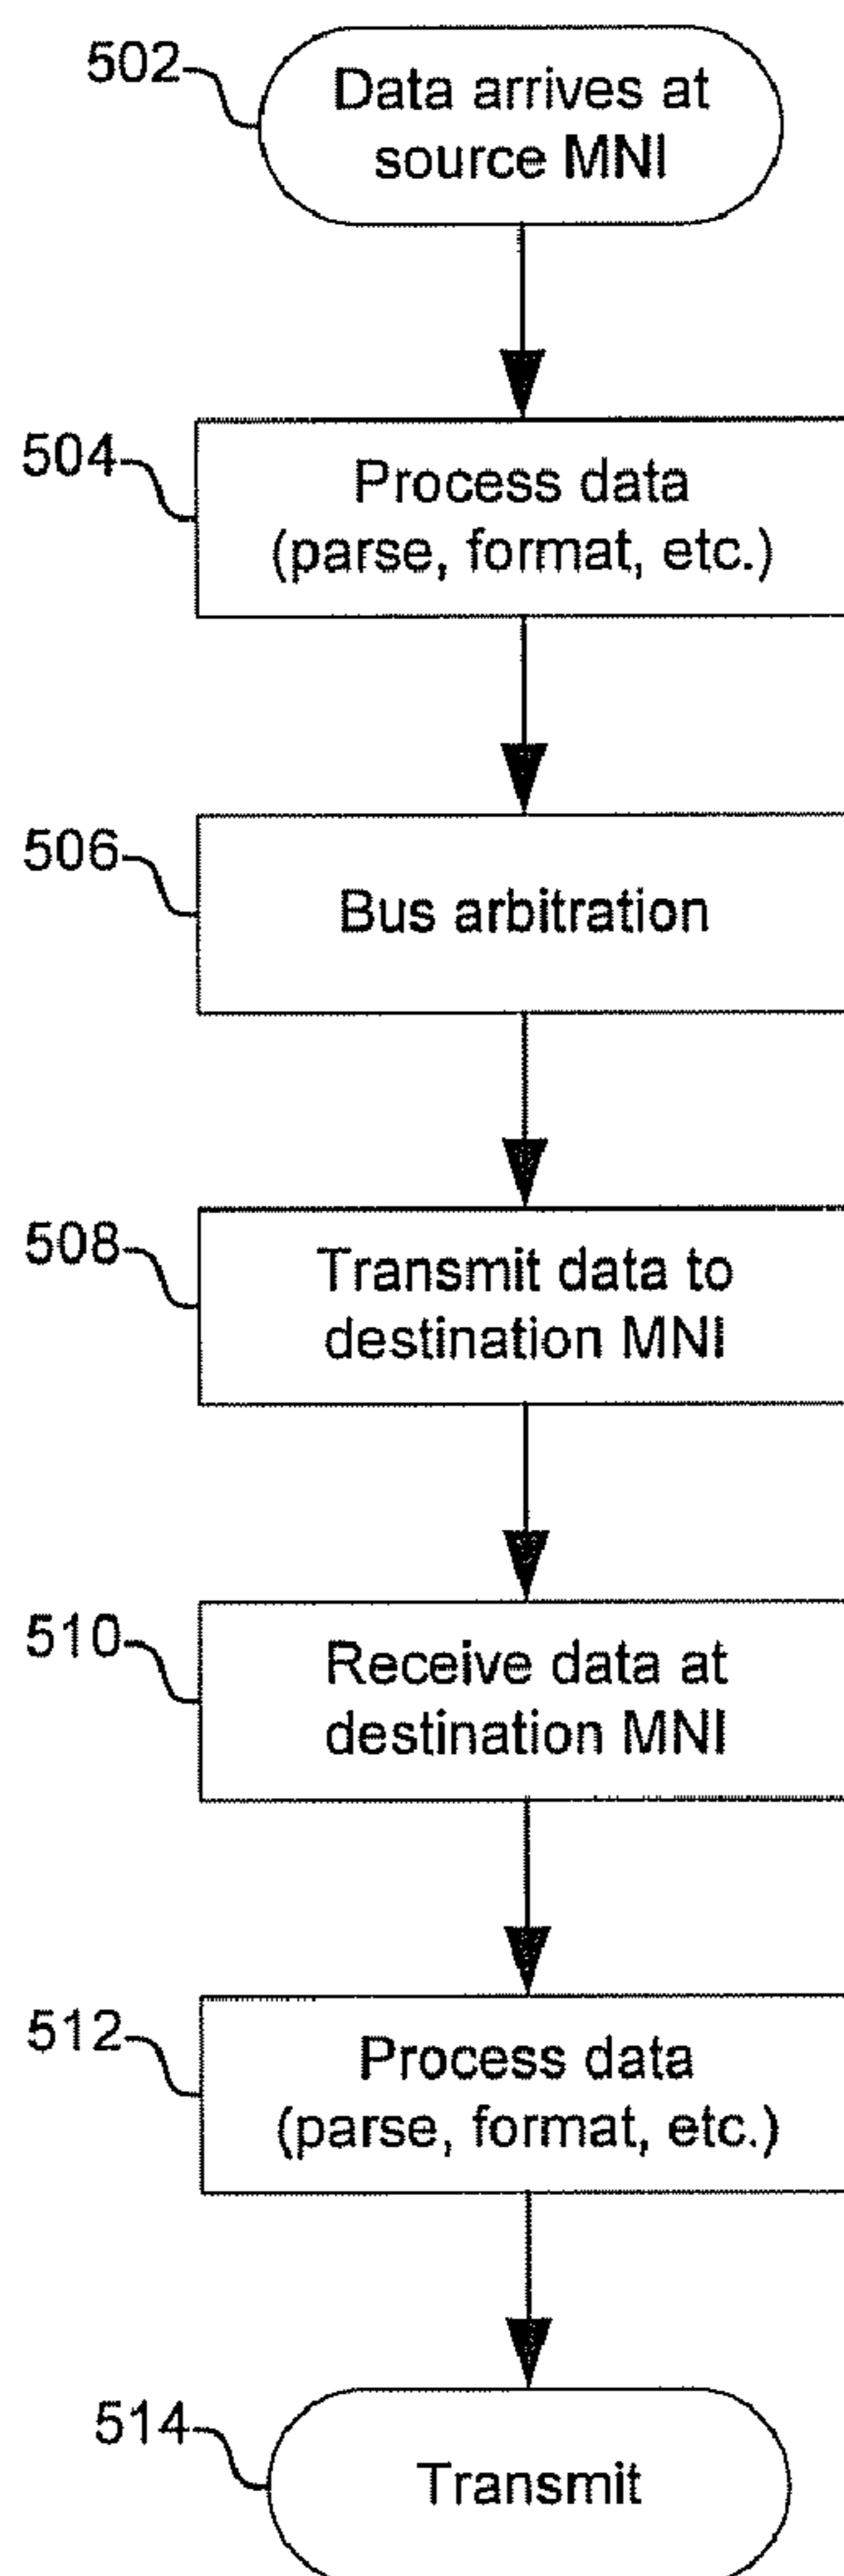 502
Data arrives at
source MNI
504
Process data
(parse, format, etc.)
506
Bus arbitration
508
Transmit data to
destination MNI
510
Receive data at
destination MNI
512
Process data
(parse, format, etc.)
514
Transmit